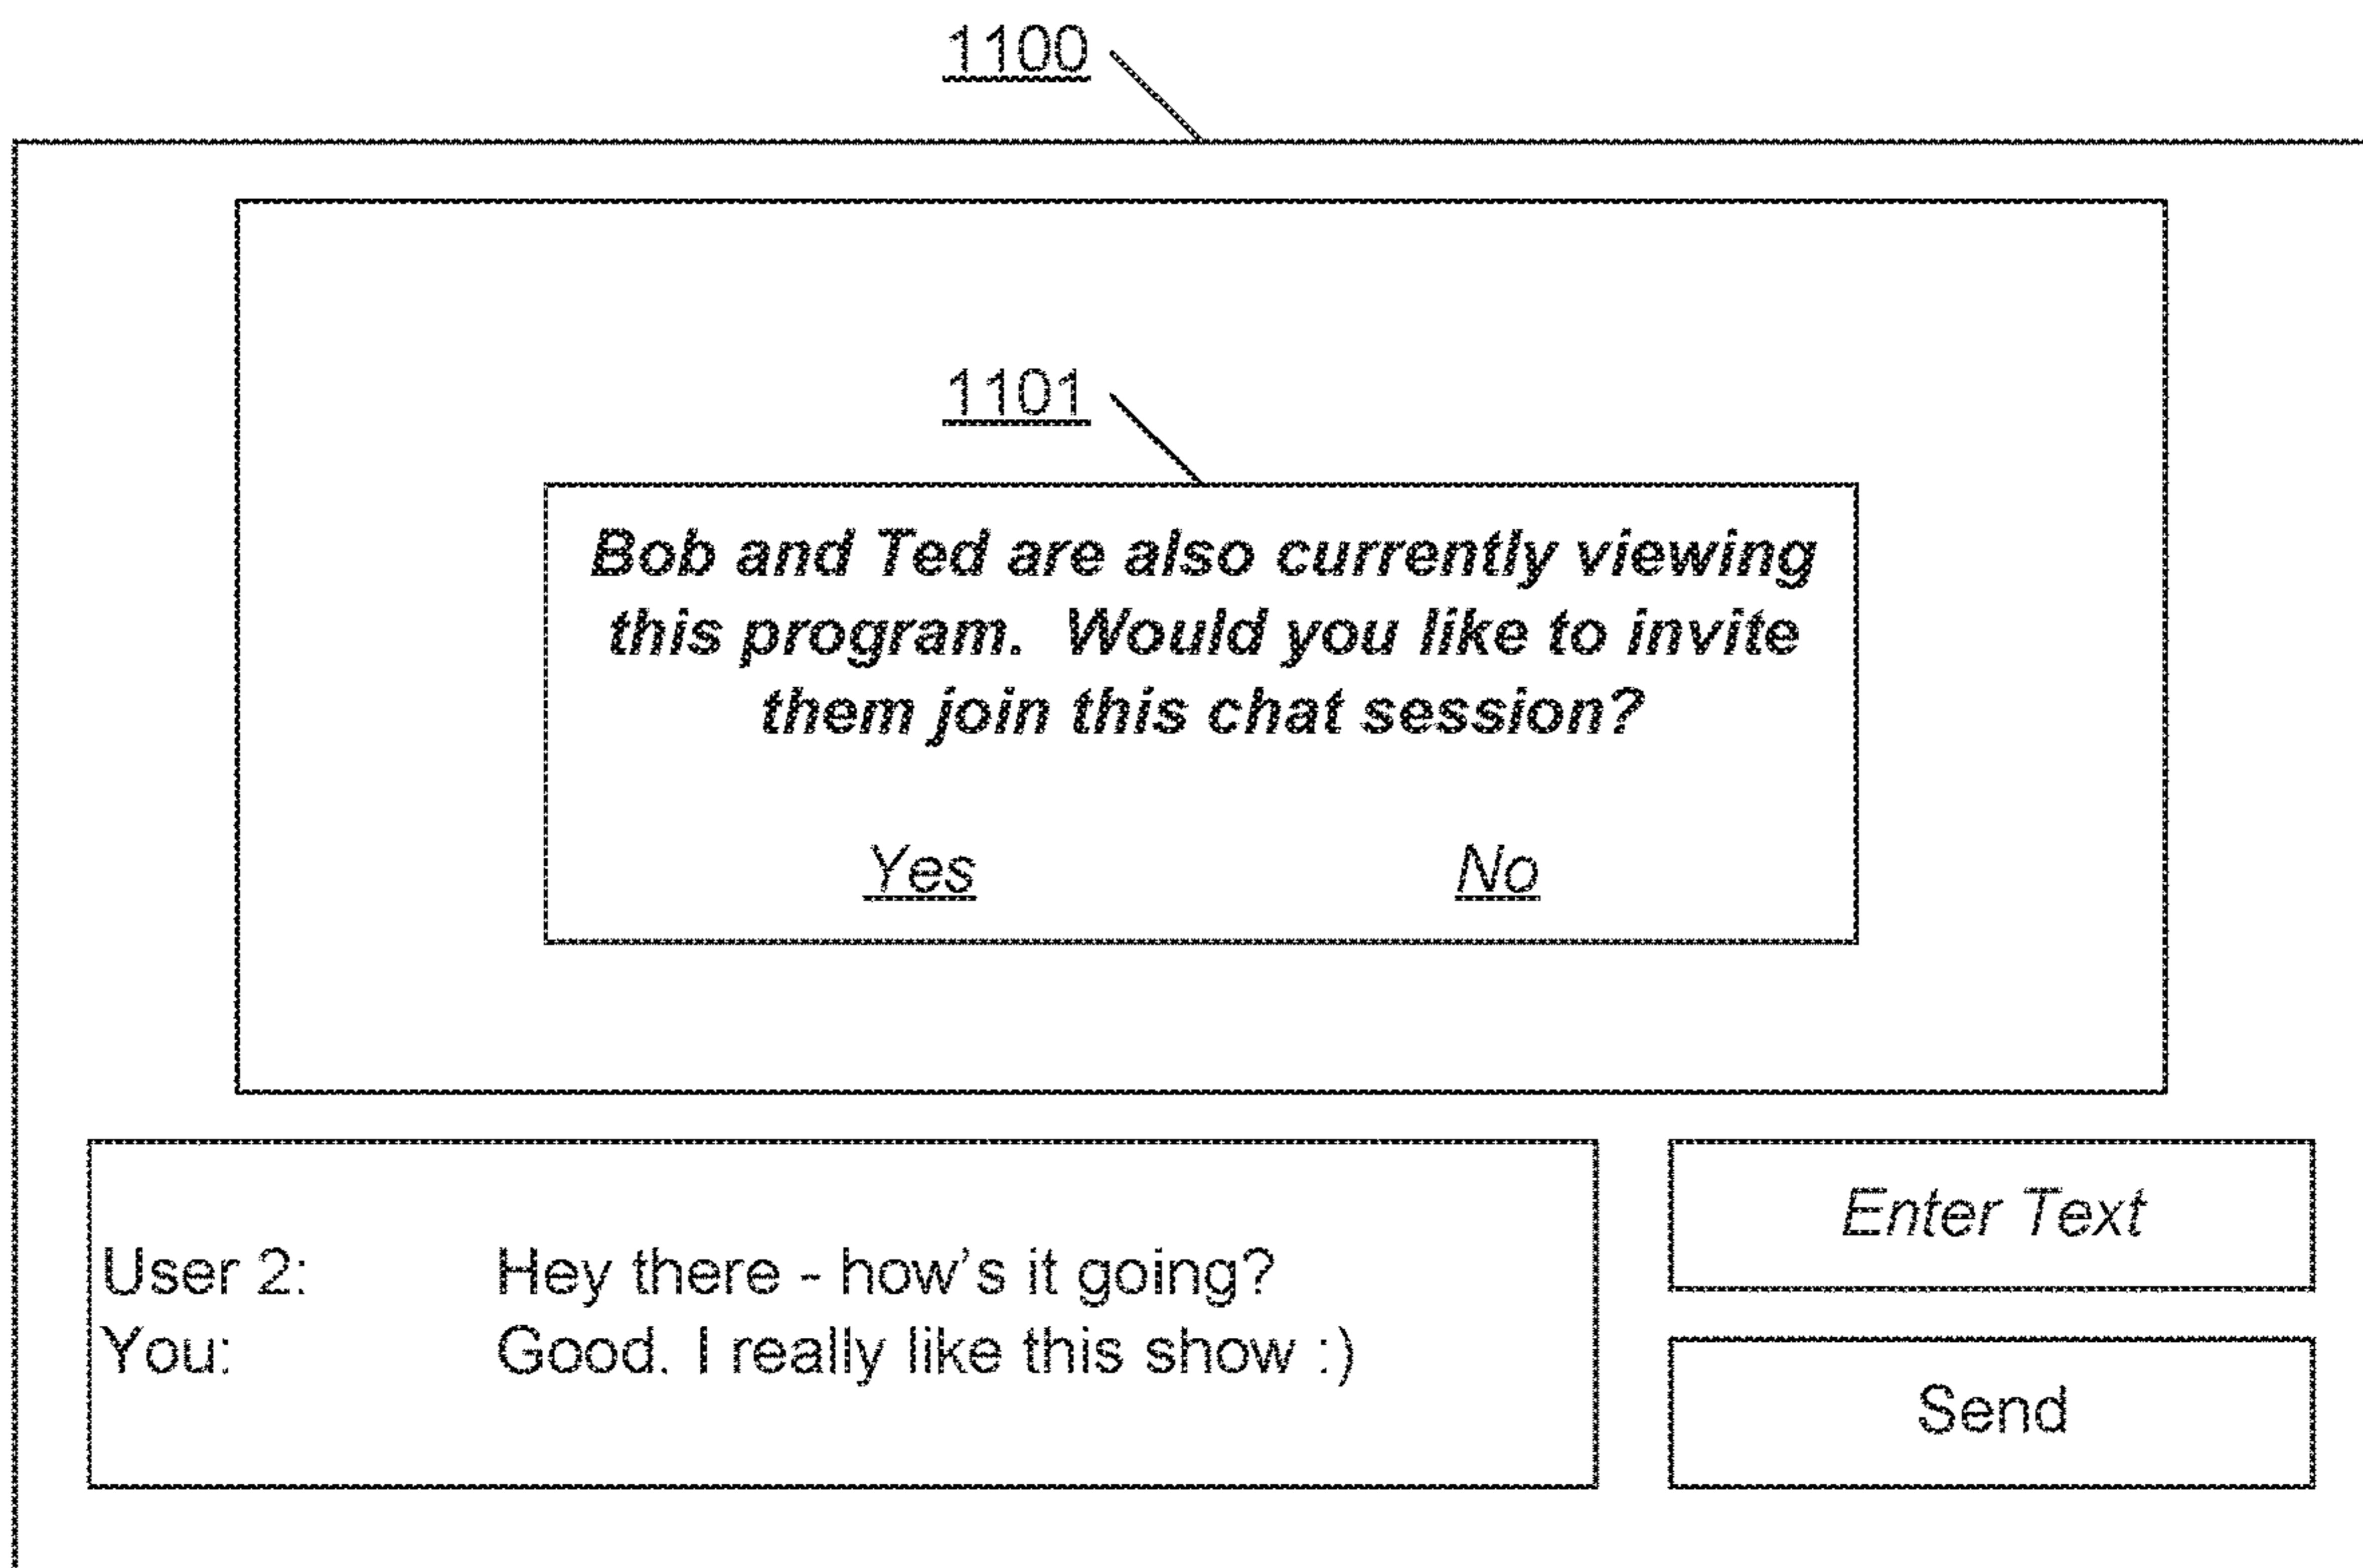 1100
1101
Bob and Ted are also currently viewing
this program.  Would you like to invite
them join this chat session?
Yes No
Enter Text
User 2: Hey there - how's it going?
You: Good. I really like this show :)
Send